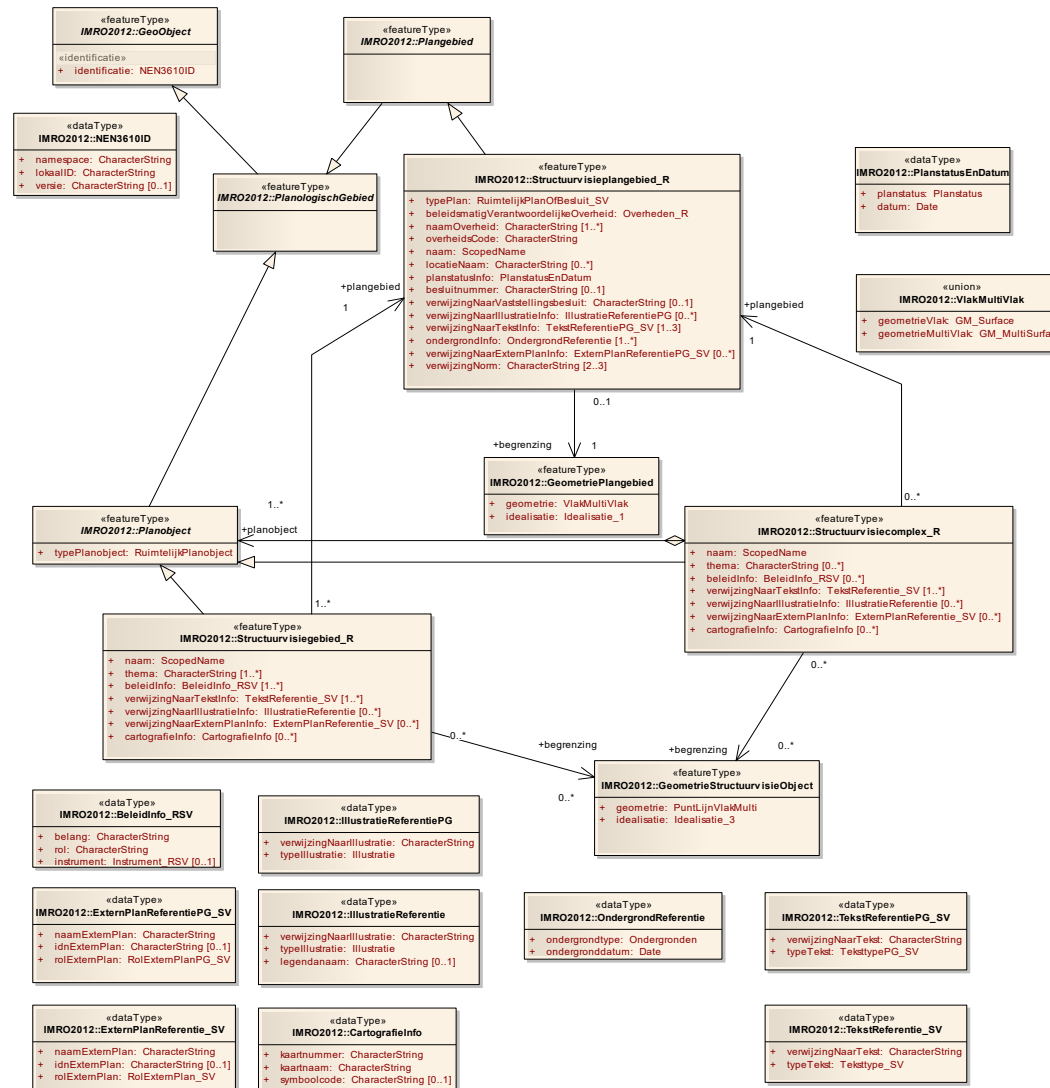 «featureType»
IMRO2012::GeoObject
«identificatie»
+ identificatie: NEN3610ID
«featureType»
IMRO2012::Plangebied
«dataType»
IMRO2012::NEN3610ID
+ namespace: CharacterString
+ lokaalID: CharacterString
+ versie: CharacterString [0..1]
«featureType»
IMRO2012::PlanologischGebied
«featureType»
IMRO2012::Structuurvisieplangebied_R
+ typePlan: RuimtelijkPlanOfBesluit_SV
+ beleidsmatigVerantwoordelijkeOverheid: Overheden_R
+ naamOverheid: CharacterString [1..*]
+ overheidsCode: CharacterString
+ naam: ScopedName
+ locatieNaam: CharacterString [0..*]
+ planstatusInfo: PlanstatusEnDatum
+ besluitnummer: CharacterString [0..1]
+ verwijzingNaarVaststellingsbesluit: CharacterString [0..1]
+ verwijzingNaarIllustratieInfo: IllustratieReferentiePG [0..*]
+ verwijzingNaarTekstInfo: TekstReferentiePG_SV [1..3]
+ ondergrondInfo: OndergrondReferentie [1..*]
+ verwijzingNaarExternPlanInfo: ExternPlanReferentiePG_SV [0..*]
+ verwijzingNorm: CharacterString [2..3]
«dataType»
IMRO2012::PlanstatusEnDatum
+ planstatus: Planstatus
+ datum: Date
«union»
IMRO2012::VlakMultiVlak
+ geometrieVlak: GM_Surface
+ geometrieMultiVlak: GM_MultiSurfa
+plangebied
1
+plangebied
1
0..1
+begrenzing
1
«featureType»
IMRO2012::GeometriePlangebied
+ geometrie: VlakMultiVlak
+ idealisatie: Idealisatie_1
0..*
1..*
+planobject
«featureType»
IMRO2012::Planobject
+ typePlanobject: RuimtelijkPlanobject
«featureType»
IMRO2012::Structuurvisiecomplex_R
+ naam: ScopedName
+ thema: CharacterString [0..*]
+ beleidInfo: BeleidInfo_RSV [0..*]
+ verwijzingNaarTekstInfo: TekstReferentie_SV [1..*]
+ verwijzingNaarIllustratieInfo: IllustratieReferentie [0..*]
+ verwijzingNaarExternPlanInfo: ExternPlanReferentie_SV [0..*]
+ cartografieInfo: CartografieInfo [0..*]
1..*
«featureType»
IMRO2012::Structuurvisiegebied_R
+ naam: ScopedName
+ thema: CharacterString [1..*]
+ beleidInfo: BeleidInfo_RSV [1..*]
+ verwijzingNaarTekstInfo: TekstReferentie_SV [1..*]
+ verwijzingNaarIllustratieInfo: IllustratieReferentie [0..*]
+ verwijzingNaarExternPlanInfo: ExternPlanReferentie_SV [0..*]
+ cartografieInfo: CartografieInfo [0..*]
0..*
0..*
+begrenzing
0..*
+begrenzing
0..*
«featureType»
IMRO2012::GeometrieStructuurvisieObject
+ geometrie: PuntLijnVlakMulti
+ idealisatie: Idealisatie_3
«dataType»
IMRO2012::BeleidInfo_RSV
+ belang: CharacterString
+ rol: CharacterString
+ instrument: Instrument_RSV [0..1]
«dataType»
IMRO2012::IllustratieReferentiePG
+ verwijzingNaarIllustratie: CharacterString
+ typeIllustratie: Illustratie
«dataType»
IMRO2012::ExternPlanReferentiePG_SV
+ naamExternPlan: CharacterString
+ idnExternPlan: CharacterString [0..1]
+ rolExternPlan: RolExternPlanPG_SV
«dataType»
IMRO2012::IllustratieReferentie
+ verwijzingNaarIllustratie: CharacterString
+ typeIllustratie: Illustratie
+ legendanaam: CharacterString [0..1]
«dataType»
IMRO2012::OndergrondReferentie
+ ondergrondtype: Ondergronden
+ ondergronddatum: Date
«dataType»
IMRO2012::TekstReferentiePG_SV
+ verwijzingNaarTekst: CharacterString
+ typeTekst: TeksttypePG_SV
«dataType»
IMRO2012::ExternPlanReferentie_SV
+ naamExternPlan: CharacterString
+ idnExternPlan: CharacterString [0..1]
+ rolExternPlan: RolExternPlan_SV
«dataType»
IMRO2012::CartografieInfo
+ kaartnummer: CharacterString
+ kaartnaam: CharacterString
+ symboolcode: CharacterString [0..1]
«dataType»
IMRO2012::TekstReferentie_SV
+ verwijzingNaarTekst: CharacterString
+ typeTekst: Teksttype_SV